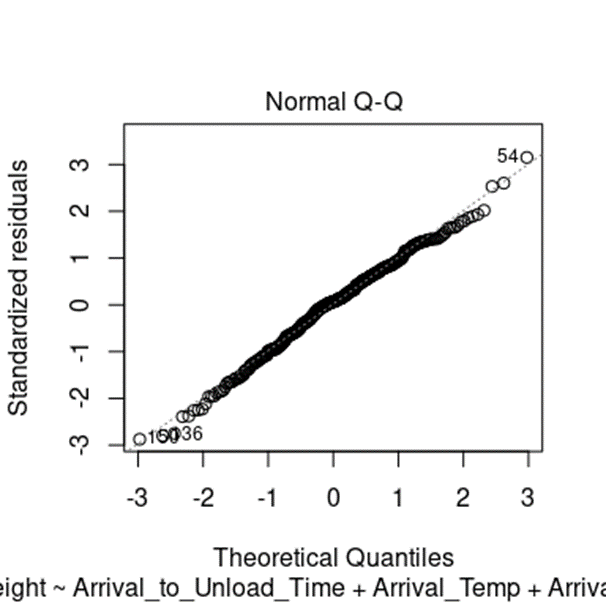 Normal Q-Q
Standardized residuals
3
2
1
0
-1
-2
-3
54
136
-3 -2 -1 0 1 2 3
Theoretical Quantiles
eight ~ Arrival_to_Unload_Time + Arrival_Temp + Arriva